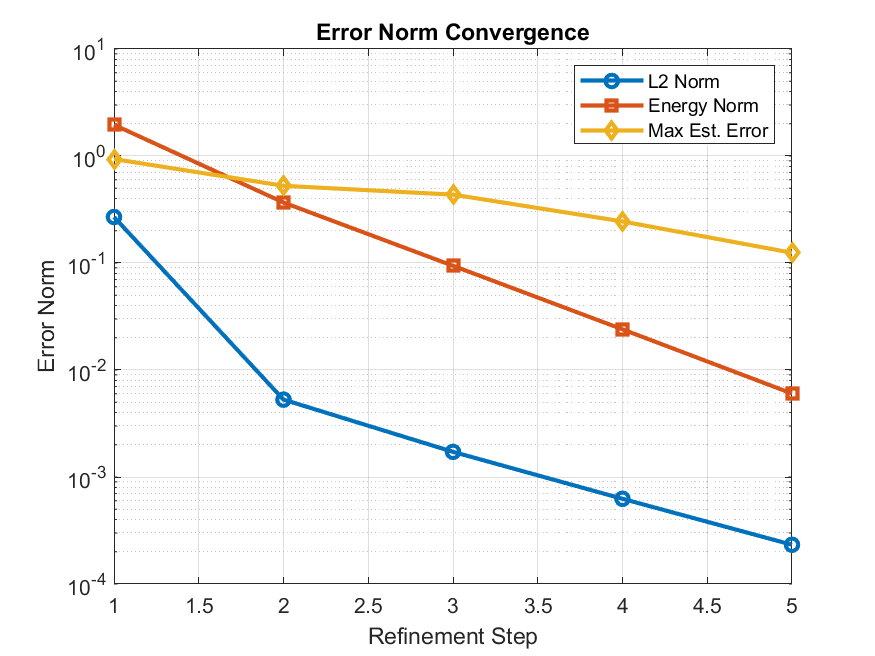 Error Norm Convergence
10^1
10^0
10^-1
10^-2
10^-3
10^-4
Error Norm
L2 Norm
Energy Norm
Max Est. Error
1 1.5 2 2.5 3 3.5 4 4.5 5
Refinement Step